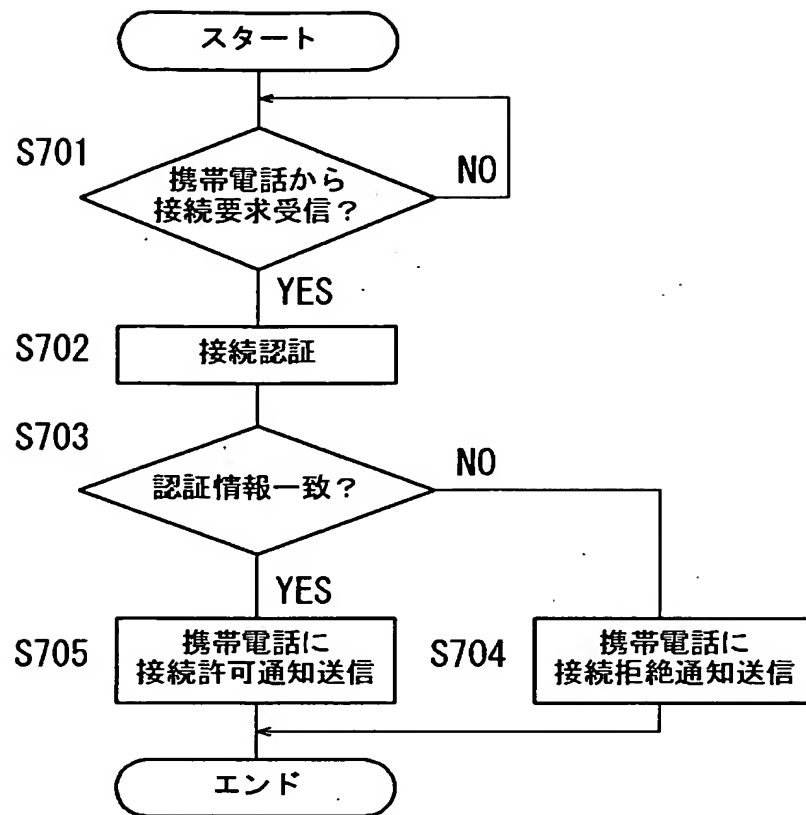 スタート
S701
携帯電話から
接続要求受信？
NO
YES
S702
接続認証
S703
認証情報一致？
NO
YES
S705
携帯電話に
接続許可通知送信
S704
携帯電話に
接続拒絶通知送信
エンド